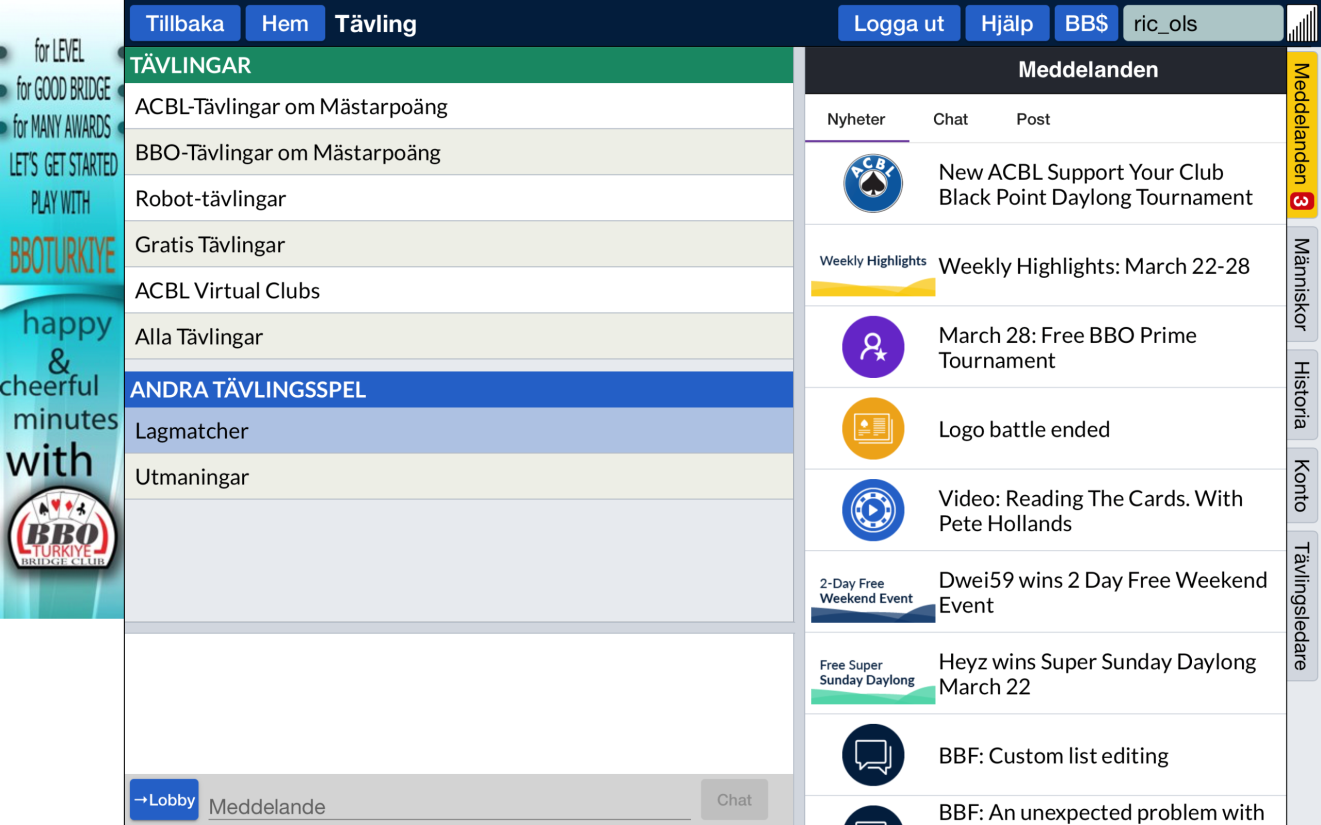 Tillbaka
Hem
Tävling
Logga ut
Hjälp
BB$
ric_ols
for LEVEL
for GOOD BRIDGE
for MANY AWARDS
LET'S GET STARTED
PLAY WITH
BBOTURKIYE
happy
&
cheerful
minutes
with
BBO
TURKIYE
BRIDGE CLUB
TÄVLINGAR
ACBL-Tävlingar om Mästarpoäng
BBO-Tävlingar om Mästarpoäng
Robot-tävlingar
Gratis Tävlingar
ACBL Virtual Clubs
Alla Tävlingar
ANDRA TÄVLINGSSPEL
Lagmatcher
Utmaningar
→Lobby
Meddelande
Chat
Meddelanden
Nyheter
Chat
Post
ACBL
New ACBL Support Your Club
Black Point Daylong Tournament
Weekly Highlights
Weekly Highlights: March 22-28
March 28: Free BBO Prime
Tournament
Logo battle ended
Video: Reading The Cards. With
Pete Hollands
2-Day Free
Weekend Event
Dwei59 wins 2 Day Free Weekend
Event
Free Super
Sunday Daylong
Heyz wins Super Sunday Daylong
March 22
BBF: Custom list editing
BBF: An unexpected problem with
Meddelanden 3
Människor
Historia
Konto
Tävlingsledare